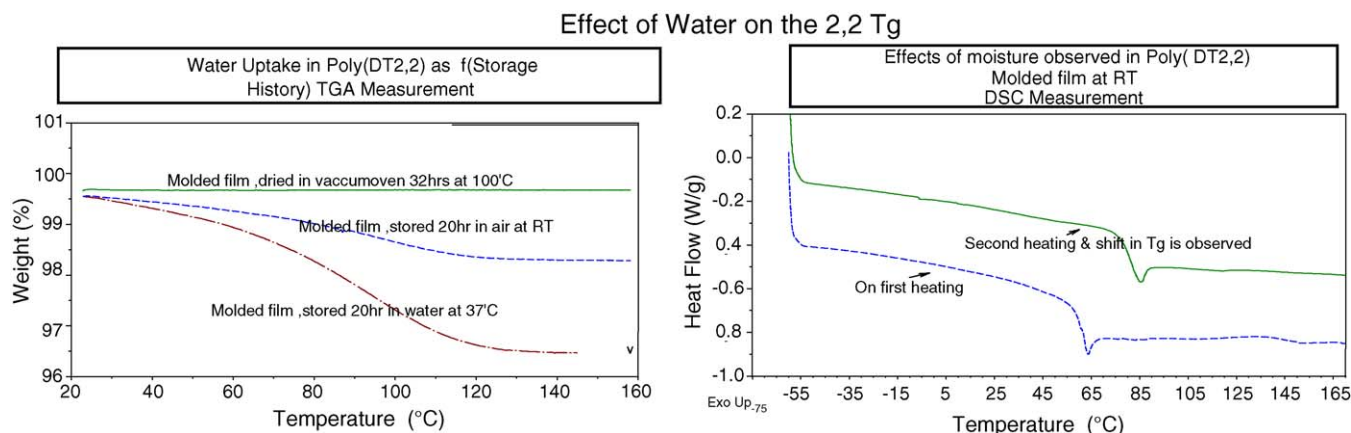 Effect of Water on the 2,2 Tg
Water Uptake in Poly(DT2,2) as f(Storage
History) TGA Measurement
101
100
99
98
97
96
Weight (%)
Molded film ,dried in vaccumoven 32hrs at 100'C
Molded film ,stored 20hr in air at RT
Molded film ,stored 20hr in water at 37'C
v
20
40
60
80
100
120
140
160
Temperature (°C)
Effects of moisture observed in Poly( DT2,2)
Molded film at RT
DSC Measurement
0.2
0.0
-0.2
0.4
-0.6
0.8
-1.0
Heat Flow (W/g)
Second heating & shift in Tg is observed
On first heating
Exo Up
-75
-55
-35
-15
5
25
45
65
85
105
125
145
165
Temperature (°C)